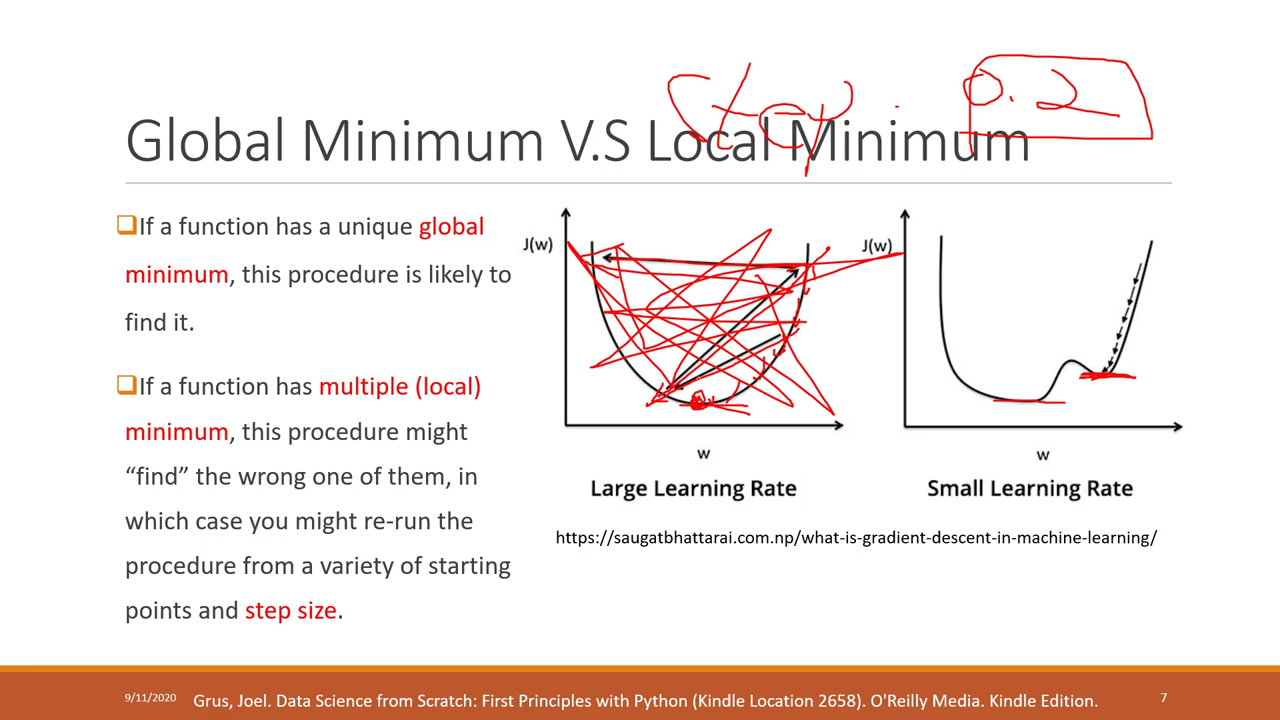 Step 0.2
Global Minimum V.S Local Minimum
❑If a function has a unique global
minimum, this procedure is likely to
find it.
❑If a function has multiple (local)
minimum, this procedure might
“find” the wrong one of them, in
which case you might re-run the
procedure from a variety of starting
points and step size.
J(w)
w
Large Learning Rate
J(w)
w
Small Learning Rate
https://saugatbhattarai.com.np/what-is-gradient-descent-in-machine-learning/
9/11/2020
Grus, Joel. Data Science from Scratch: First Principles with Python (Kindle Location 2658). O'Reilly Media. Kindle Edition.
7